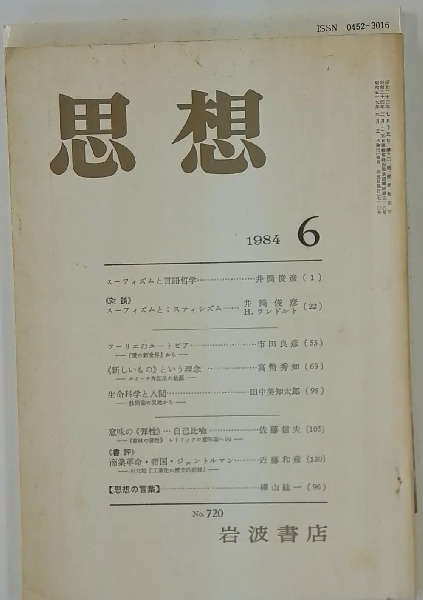 ISSN 0452-3016
思想
1984 6
スーフィズムと言語哲学 井筒俊彦 (1)
《対談》
スーフィズムとミスティシズム 井筒俊彦
H. ランドルト (22)
フーリエのユートピア 市田良彦 (53)
——『愛の新世界』から——
《新しいもの》という理念 高幣秀知 (69)
生命科学と人間 田中美知太郎 (95)
意味の《弾性》…自己比喩 佐藤信夫 (105)
《書評》
商業革命・帝国・ジェントルマン 近藤和彦 (130)
【思想の言葉】 樺山紘一 (96)
No. 720
岩波書店